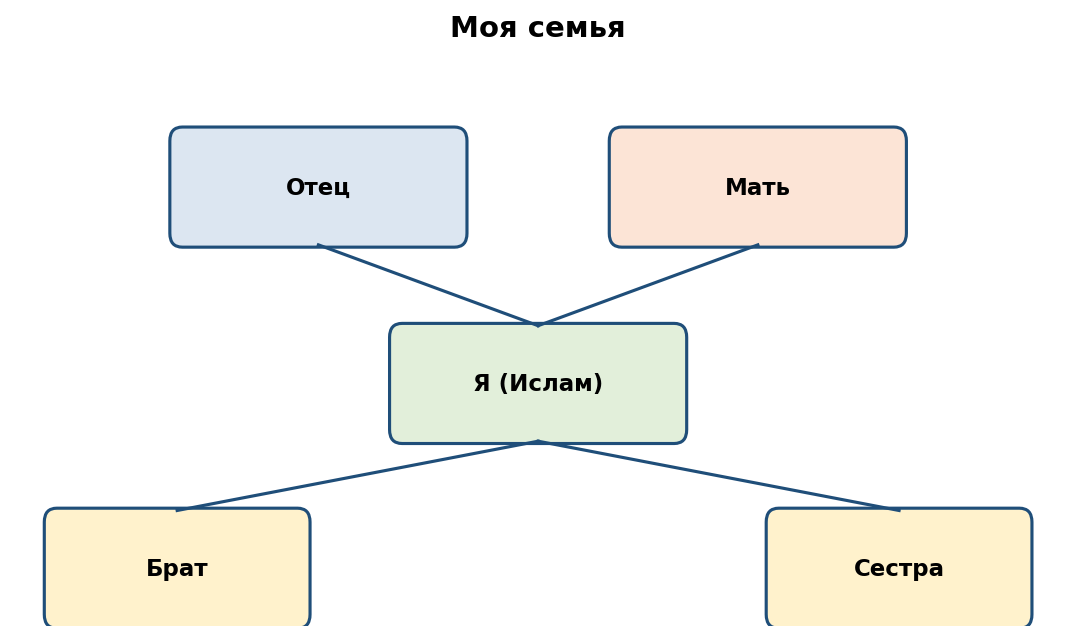 Моя семья
Отец
Мать
Я (Ислам)
Брат
Сестра